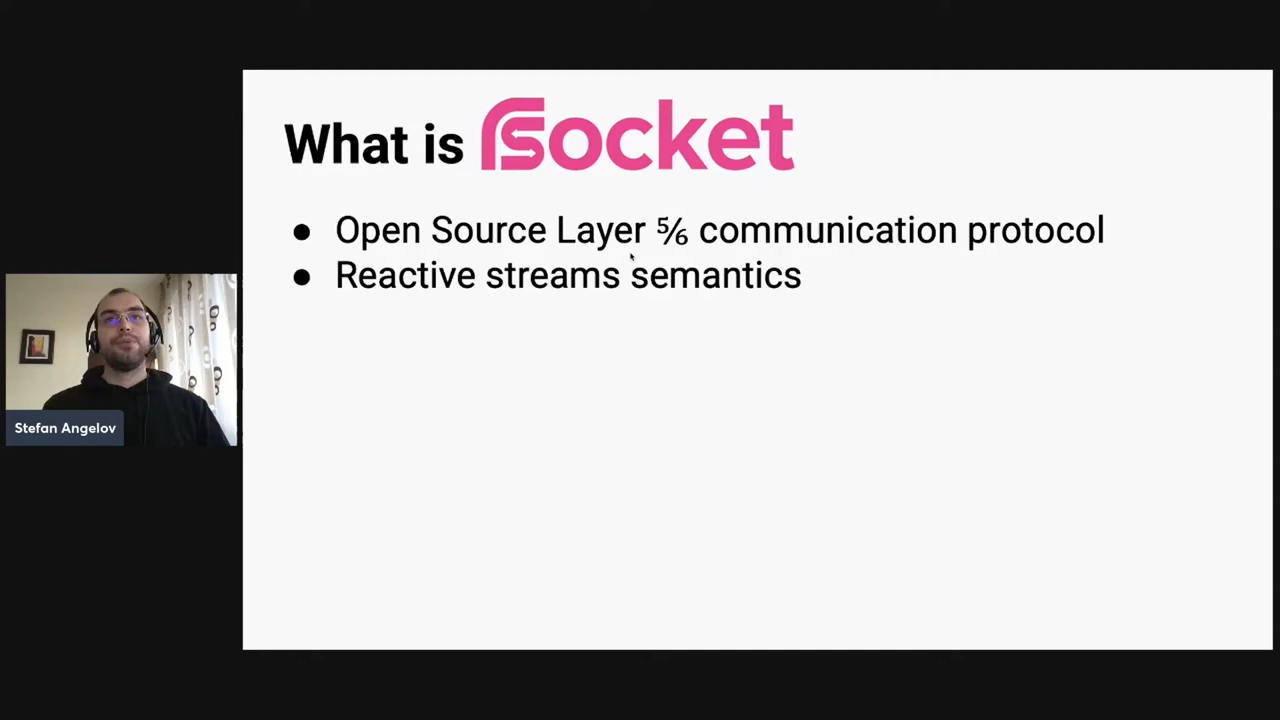 What is RSocket
● Open Source Layer ⅚ communication protocol
● Reactive streams semantics
Stefan Angelov